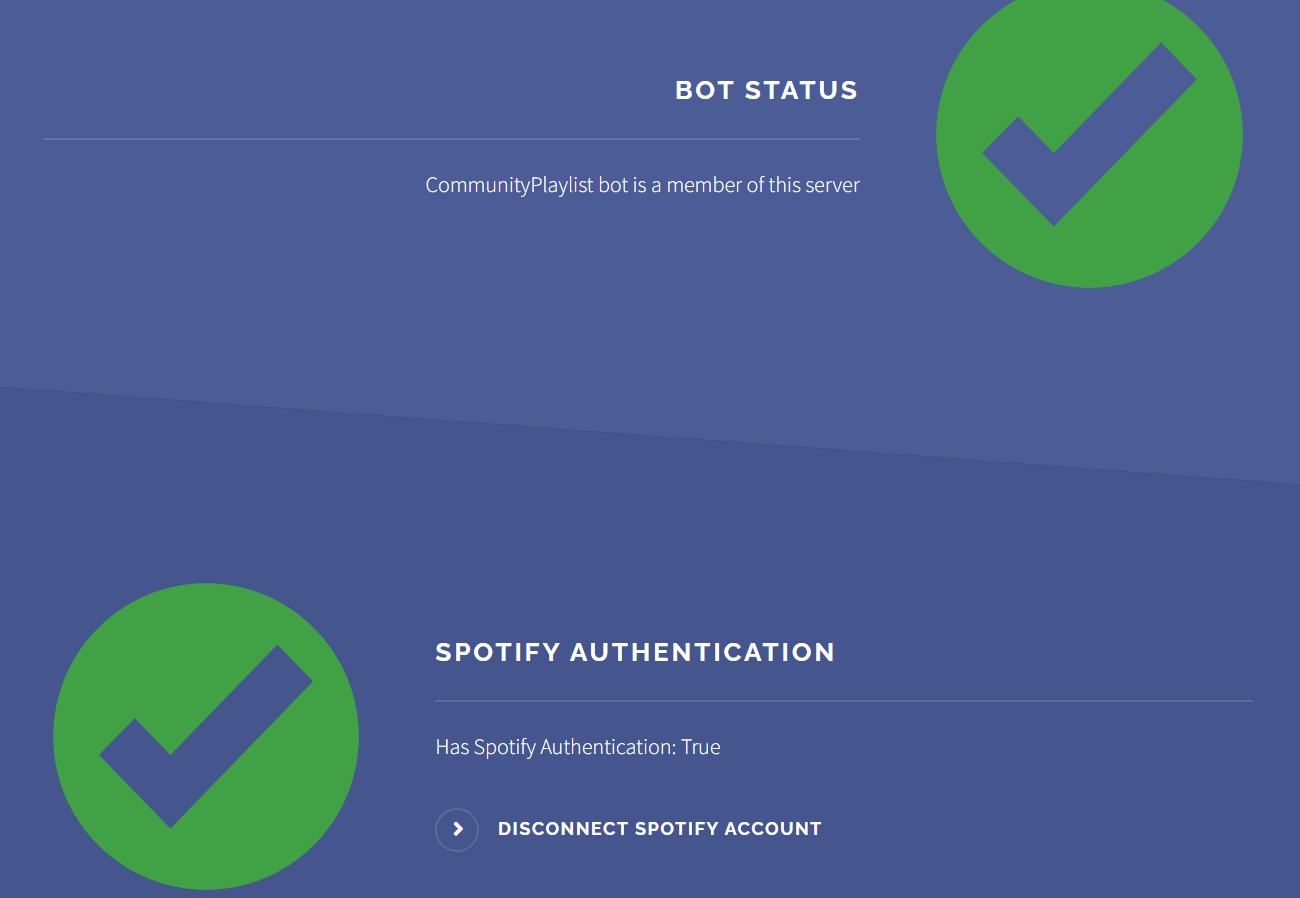 BOT STATUS
CommunityPlaylist bot is a member of this server
SPOTIFY AUTHENTICATION
Has Spotify Authentication: True
DISCONNECT SPOTIFY ACCOUNT